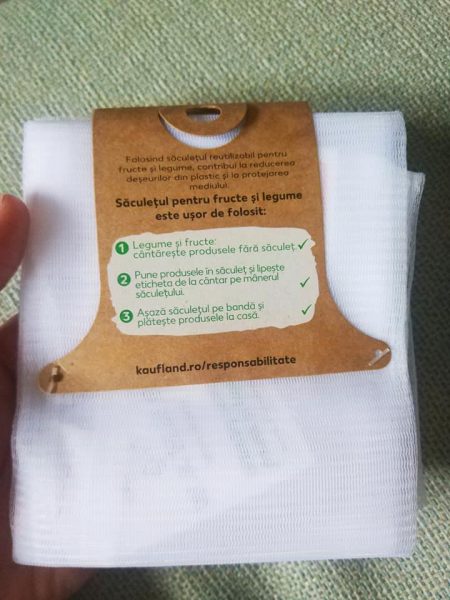 Folosind săculețul reutilizabil pentru
fructe și legume, contribui la reducerea
deșeurilor din plastic și la protejarea
mediului.
Săculețul pentru fructe și legume
este ușor de folosit:
1 Legume și fructe:
cântărește produsele fără săculeț.
2 Pune produsele în săculeț și lipește
eticheta de la cântar pe mânerul
săculețului.
3 Așază săculețul pe bandă și
plătește produsele la casă.
kaufland.ro/responsabilitate